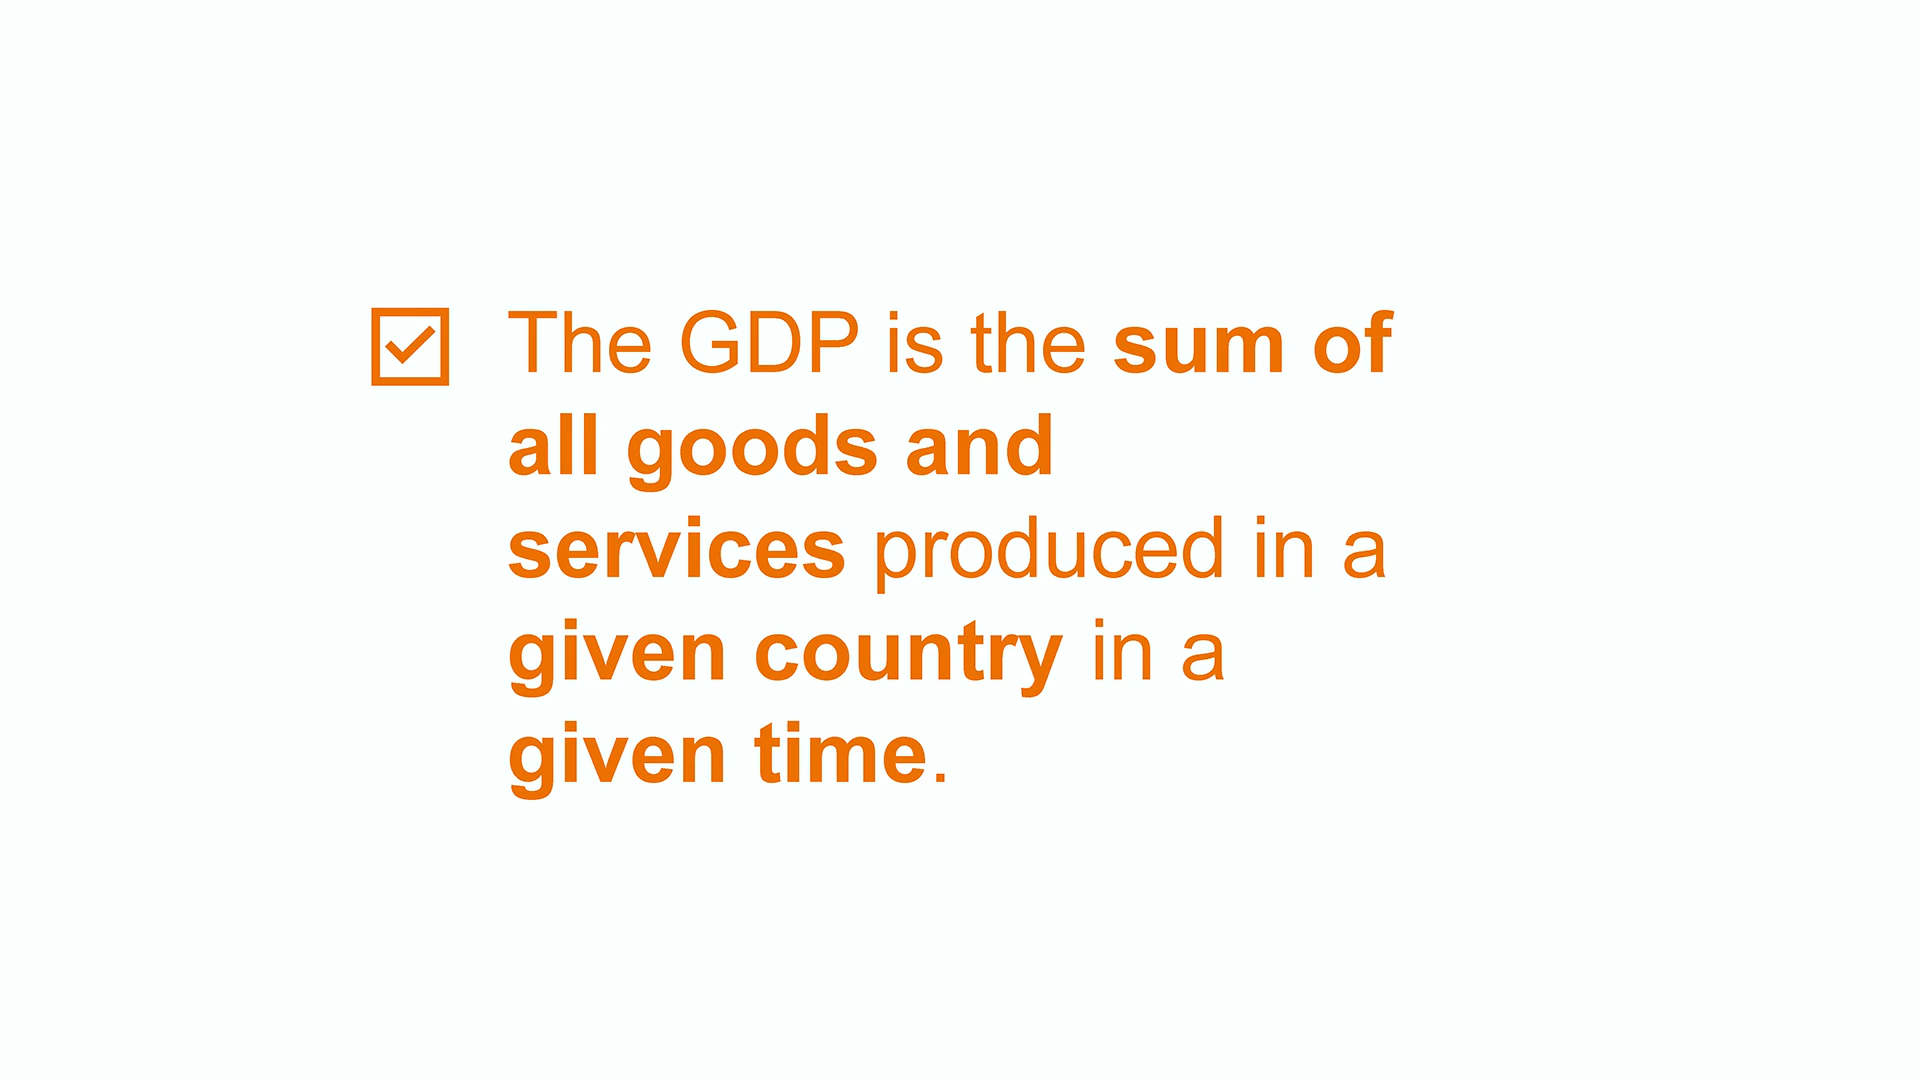 The GDP is the sum of
all goods and
services produced in a
given country in a
given time.